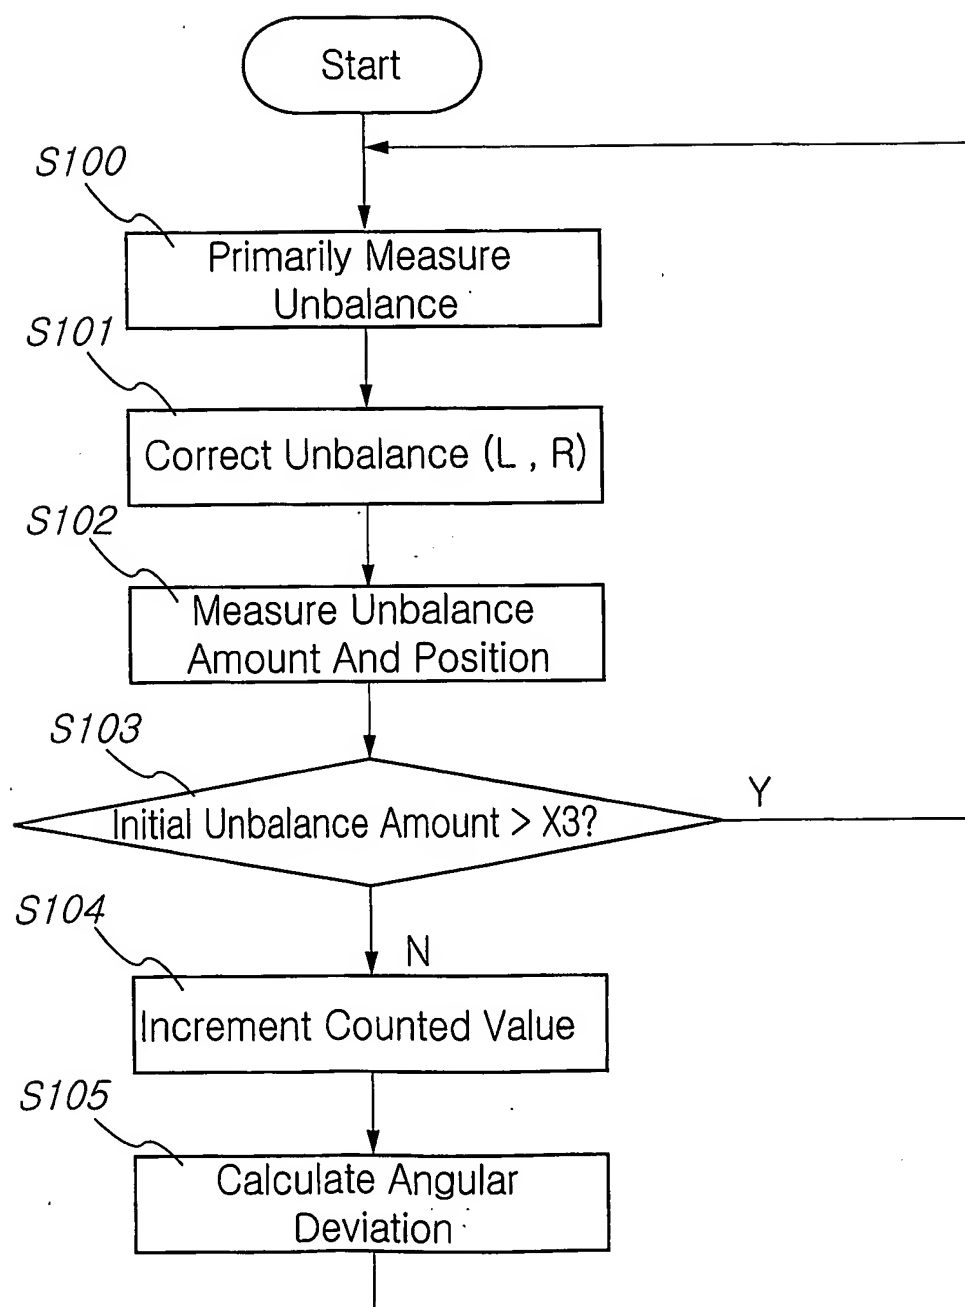 Start
S100
Primarily Measure
Unbalance
S101
Correct Unbalance (L , R)
S102
Measure Unbalance
Amount And Position
S103
Initial Unbalance Amount > X3?
Y
S104
N
Increment Counted Value
S105
Calculate Angular
Deviation